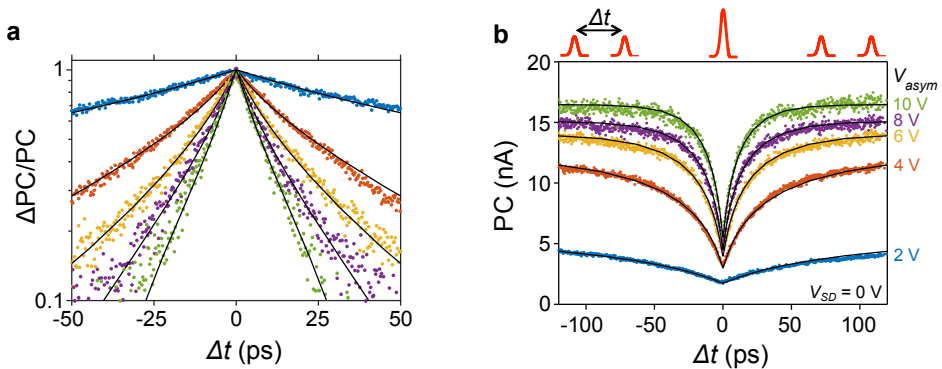 a
ΔPC/PC
1
0.1
-50
-25
0
25
50
Δt (ps)
b
Δt
PC (nA)
20
15
10
5
0
V_asym
10 V
8 V
6 V
4 V
2 V
V_SD = 0 V
-100
-50
0
50
100
Δt (ps)